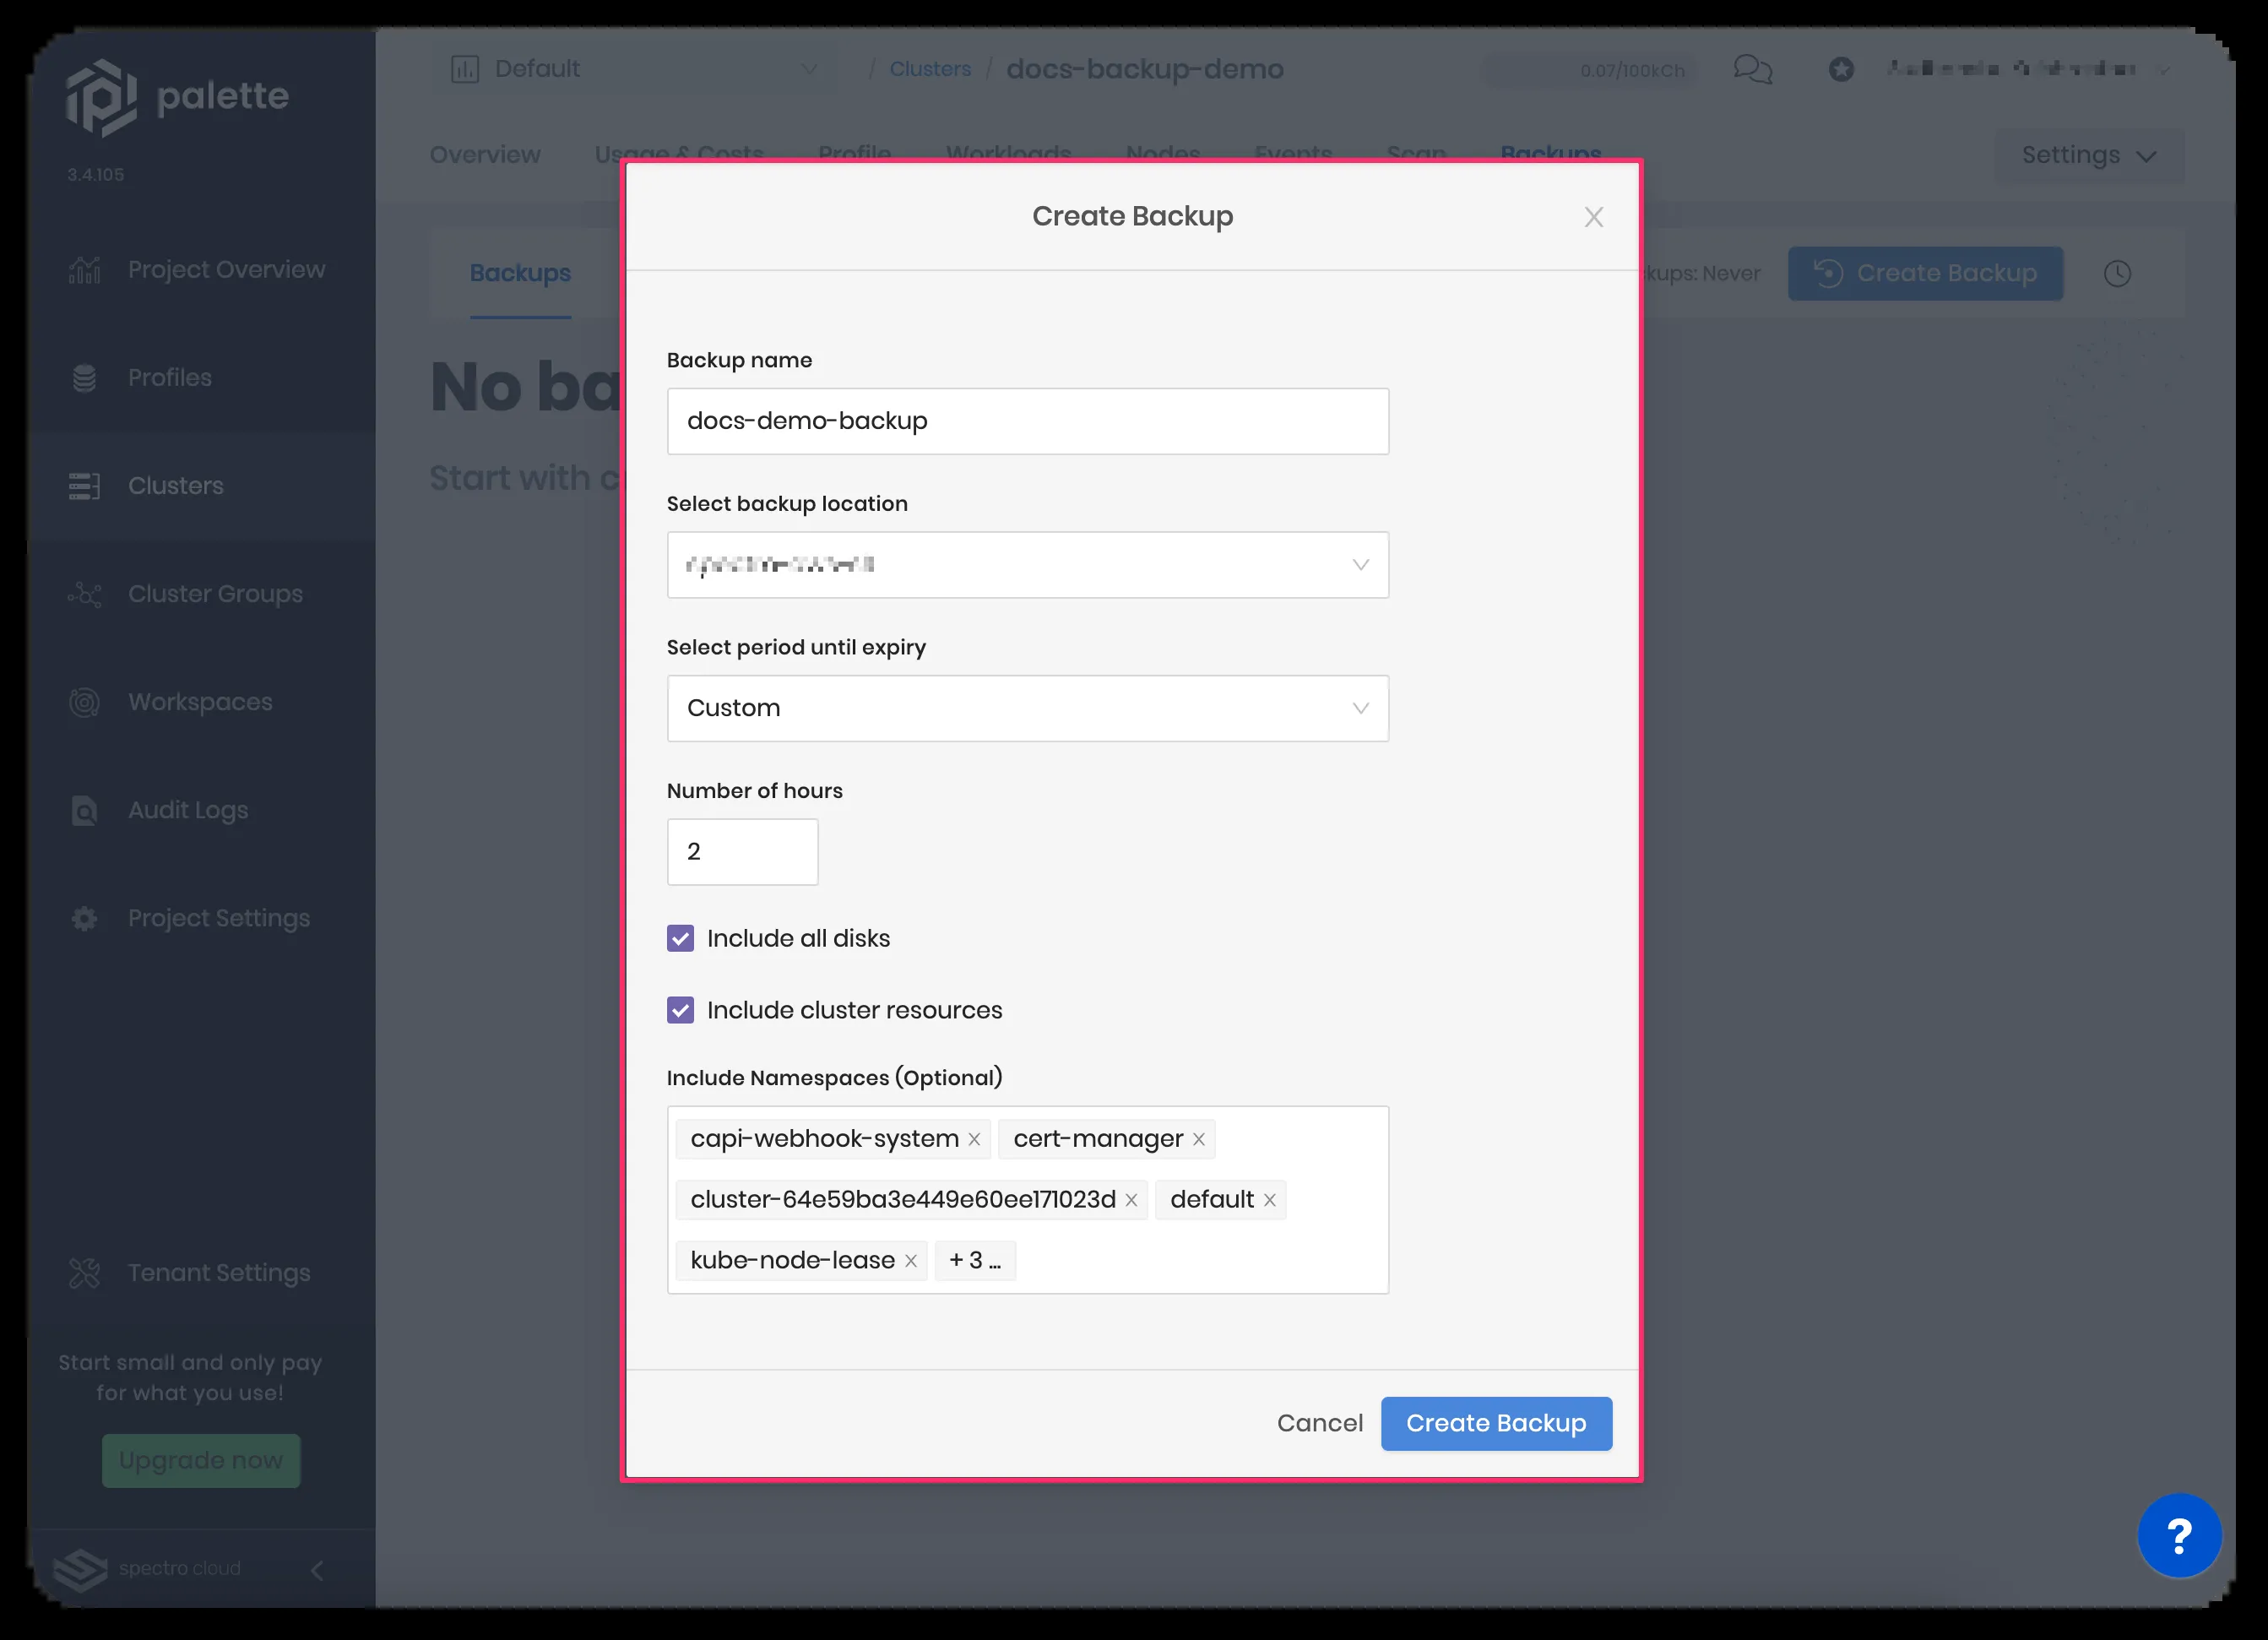 palette
3.4.105
Project Overview
Profiles
Clusters
Cluster Groups
Workspaces
Audit Logs
Project Settings
Tenant Settings
Start small and only pay
for what you use!
Upgrade now
spectro cloud
Default / Clusters / docs-backup-demo 0.07/100kCh
Overview Usage & Costs Profile Workloads Nodes Events Scan Backups Settings
Backups
kups: Never Create Backup
No ba
Start with c
Create Backup
Backup name
docs-demo-backup
Select backup location
Select period until expiry
Custom
Number of hours
2
Include all disks
Include cluster resources
Include Namespaces (Optional)
capi-webhook-system cert-manager
cluster-64e59ba3e449e60ee171023d default
kube-node-lease + 3 ...
Cancel Create Backup
?